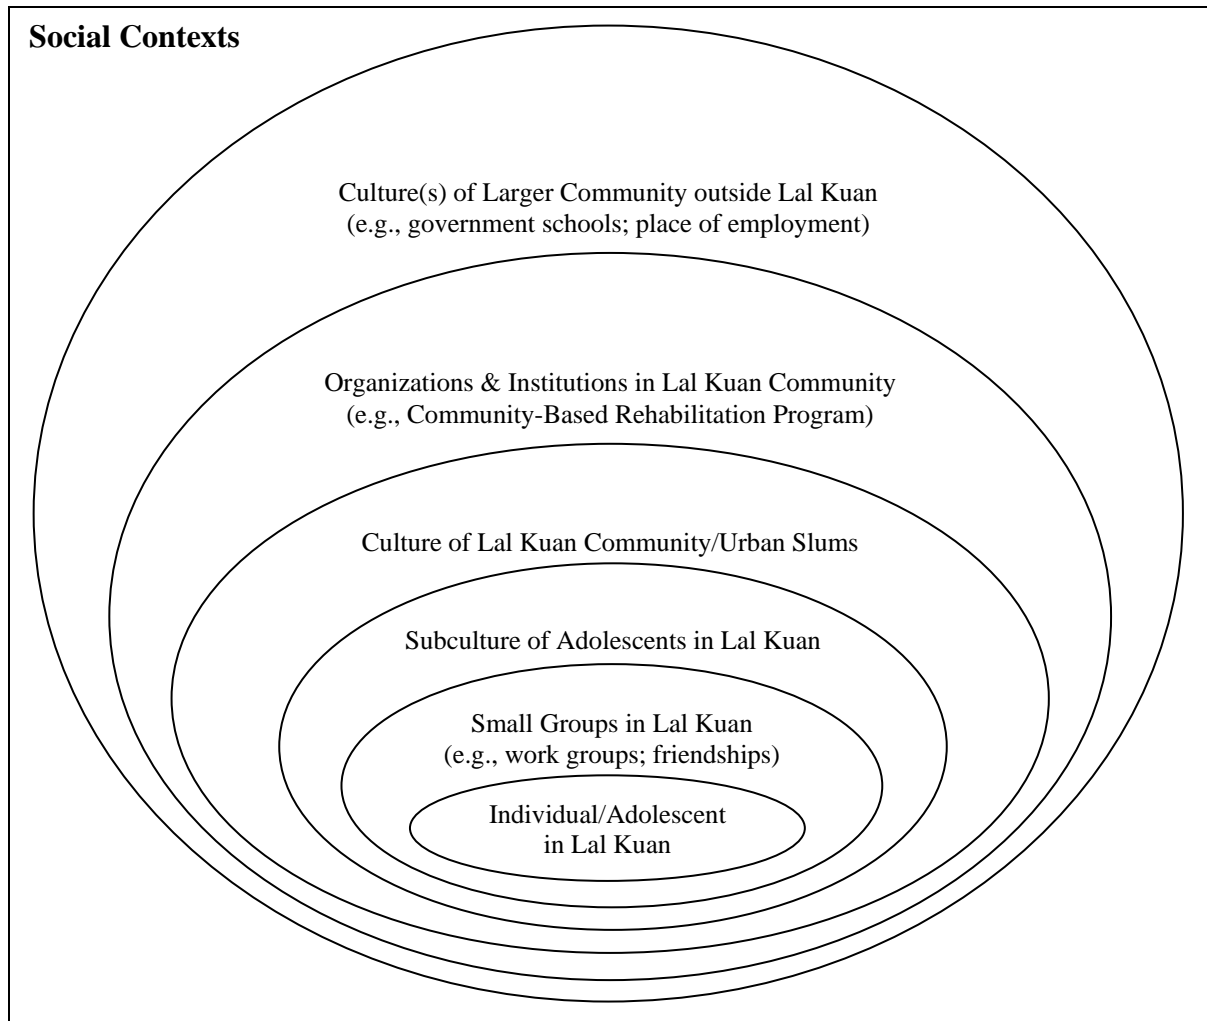 Social Contexts
Culture(s) of Larger Community outside Lal Kuan
(e.g., government schools; place of employment)
Organizations & Institutions in Lal Kuan Community
(e.g., Community-Based Rehabilitation Program)
Culture of Lal Kuan Community/Urban Slums
Subculture of Adolescents in Lal Kuan
Small Groups in Lal Kuan
(e.g., work groups; friendships)
Individual/Adolescent
in Lal Kuan